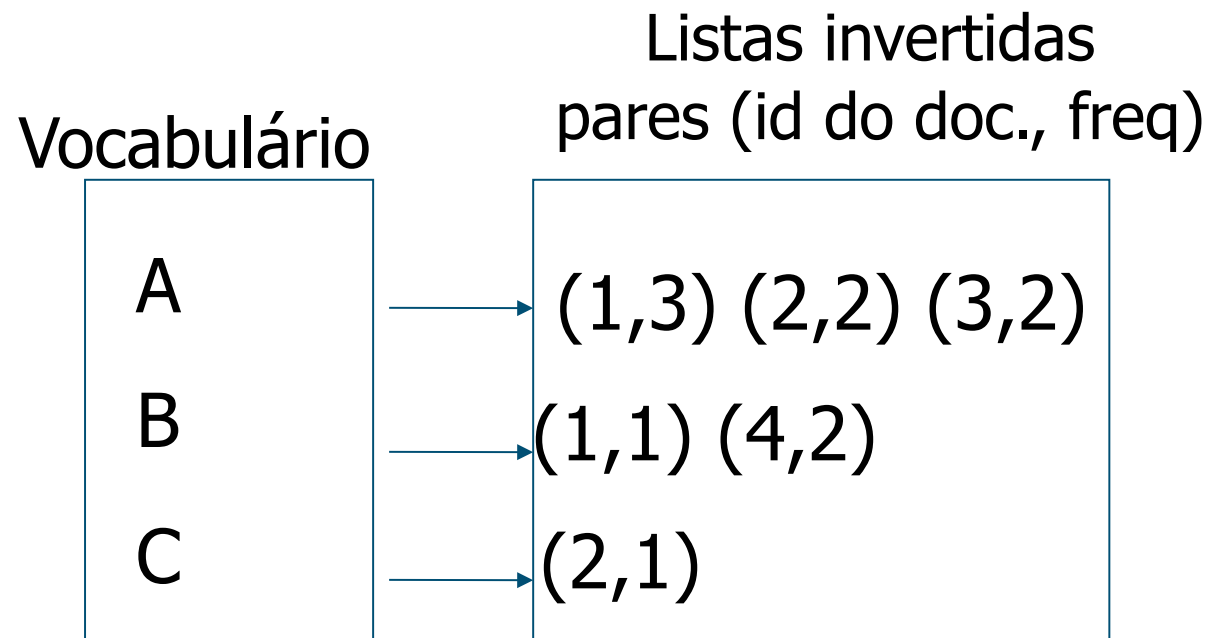 Listas invertidas
pares (id do doc., freq)
Vocabulário
A
(1,3) (2,2) (3,2)
B
(1,1) (4,2)
C
(2,1)